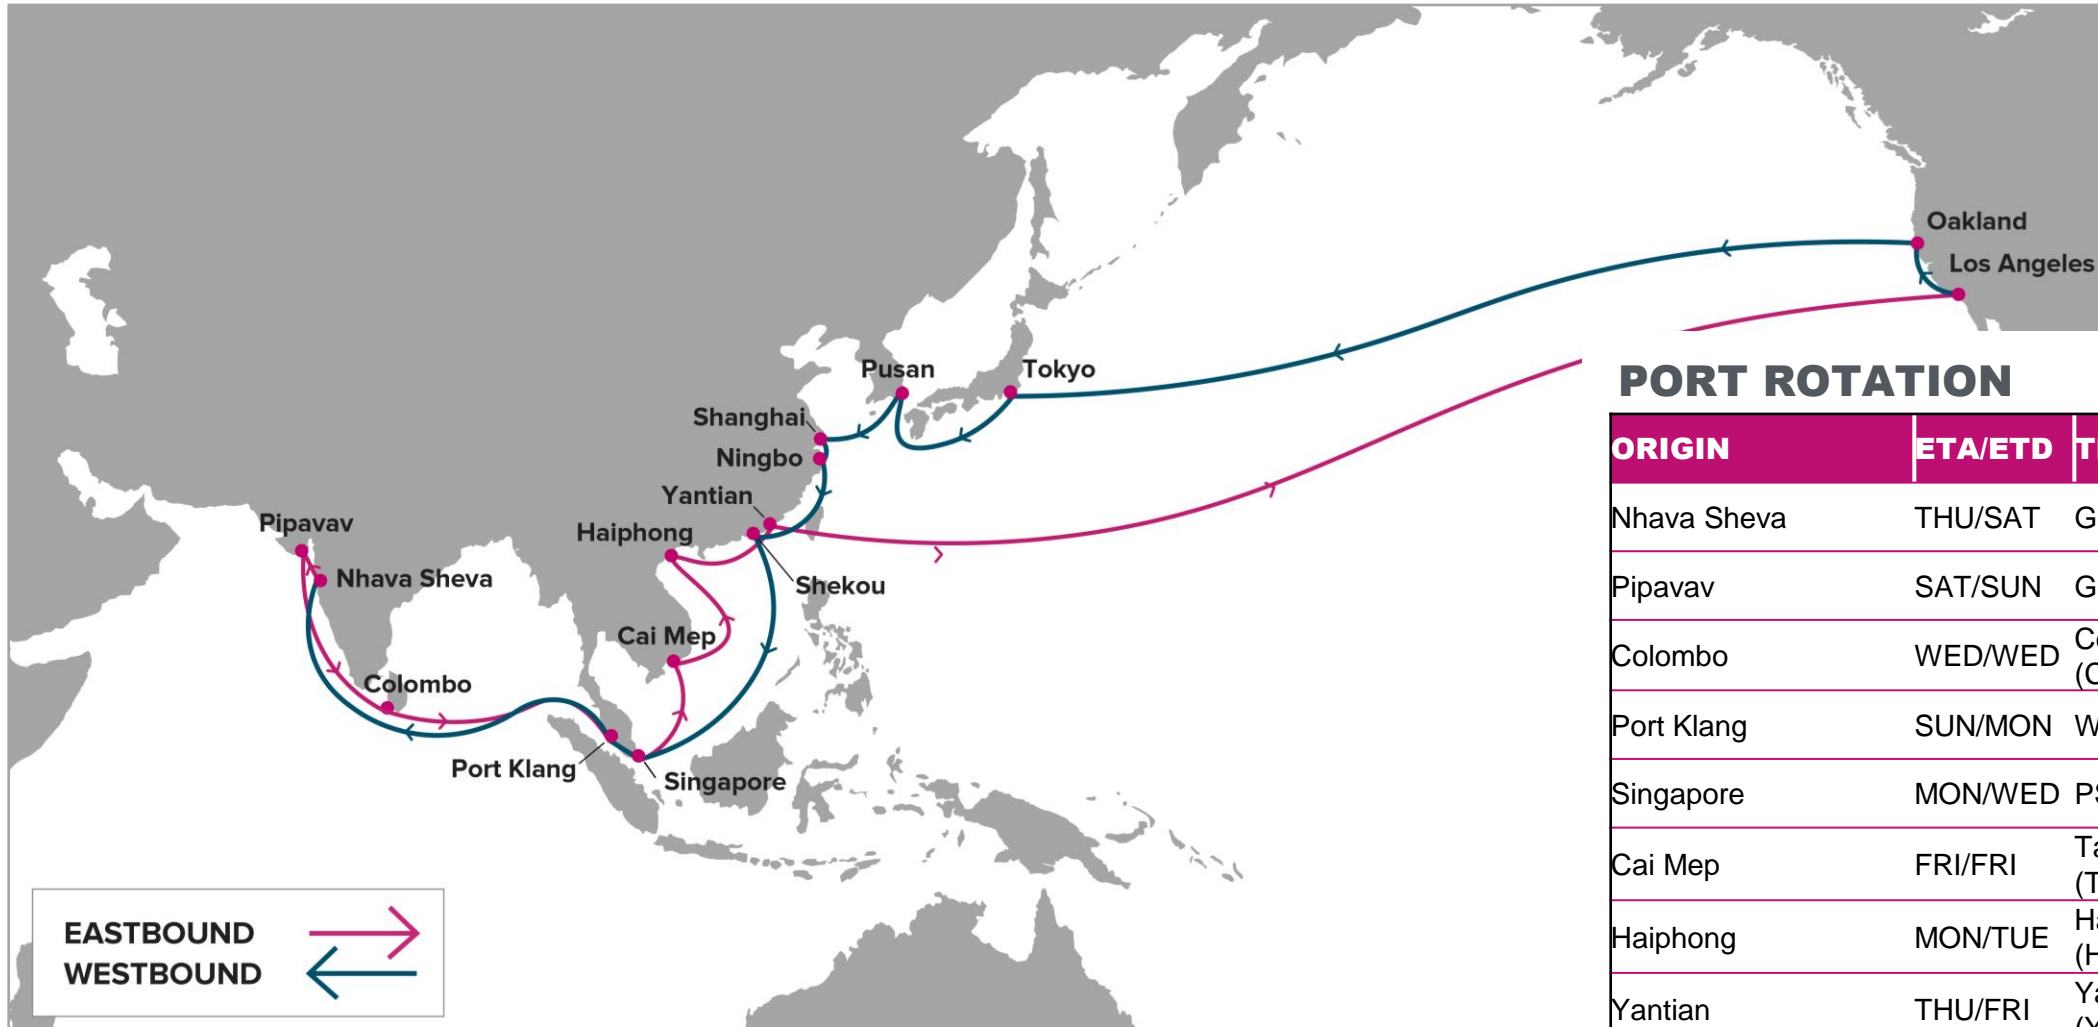 Oakland
Los Angeles
Pusan
Tokyo
Shanghai
Ningbo
Yantian
Haiphong
Pipavav
Nhava Sheva
Shekou
Cai Mep
Colombo
Port Klang
Singapore
EASTBOUND
WESTBOUND
PORT ROTATION
ORIGIN ETA/ETD
Nhava Sheva THU/SAT
Pipavav SAT/SUN
Colombo WED/WED
Port Klang SUN/MON
Singapore MON/WED
Cai Mep FRI/FRI
Haiphong MON/TUE
Yantian THU/FRI